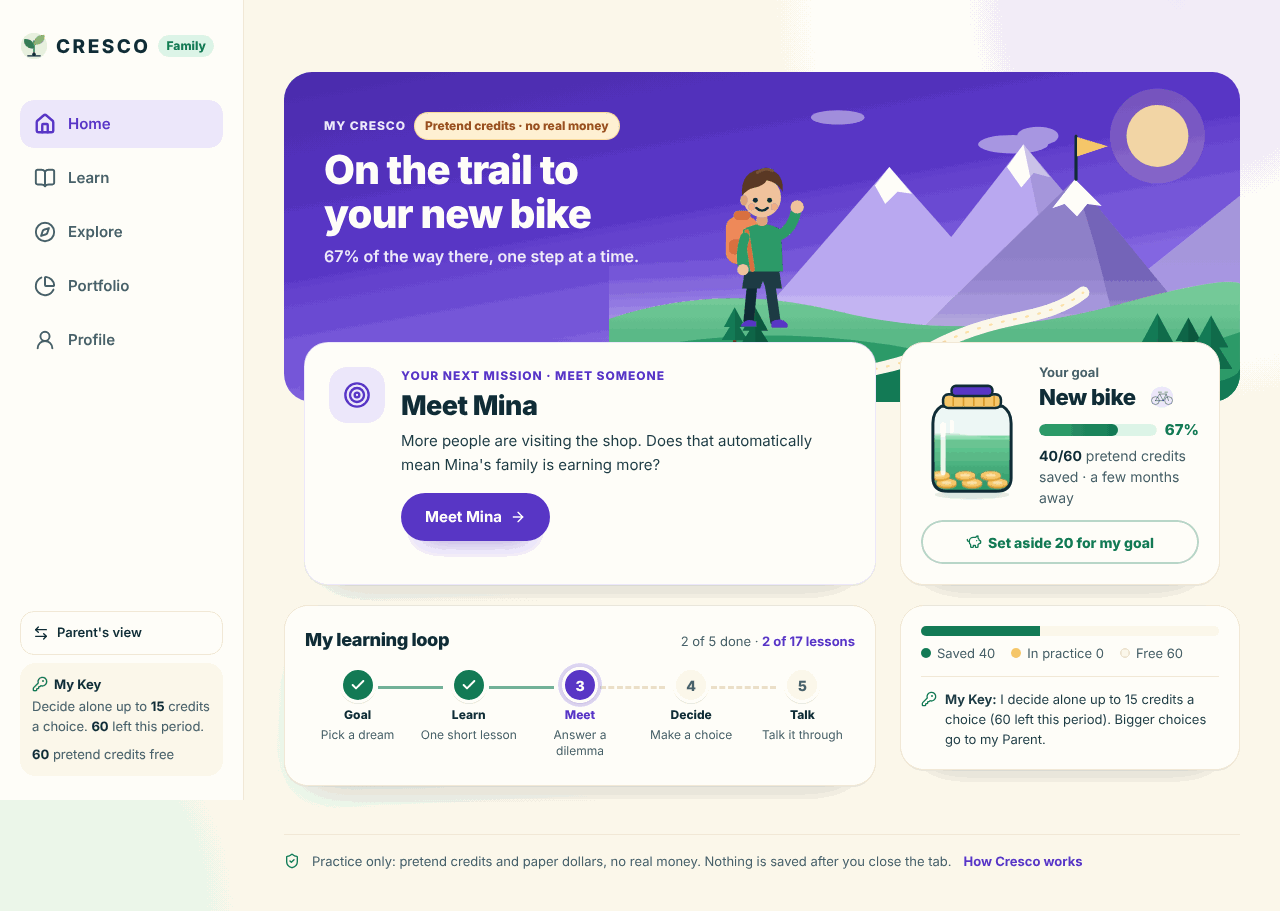 CRESCO Family
Home
Learn
Explore
Portfolio
Profile
Parent's view
My Key
Decide alone up to 15 credits
a choice. 60 left this period.
60 pretend credits free
MY CRESCO Pretend credits · no real money
On the trail to
your new bike
67% of the way there, one step at a time.
YOUR NEXT MISSION · MEET SOMEONE
Meet Mina
More people are visiting the shop. Does that automatically
mean Mina's family is earning more?
Meet Mina
Your goal
New bike
67%
40/60 pretend credits
saved · a few months
away
Set aside 20 for my goal
My learning loop
2 of 5 done · 2 of 17 lessons
Goal
Pick a dream
Learn
One short lesson
3
Meet
Answer a
dilemma
4
Decide
Make a choice
5
Talk
Talk it through
Saved 40 In practice 0 Free 60
My Key: I decide alone up to 15 credits a
choice (60 left this period). Bigger choices
go to my Parent.
Practice only: pretend credits and paper dollars, no real money. Nothing is saved after you close the tab. How Cresco works